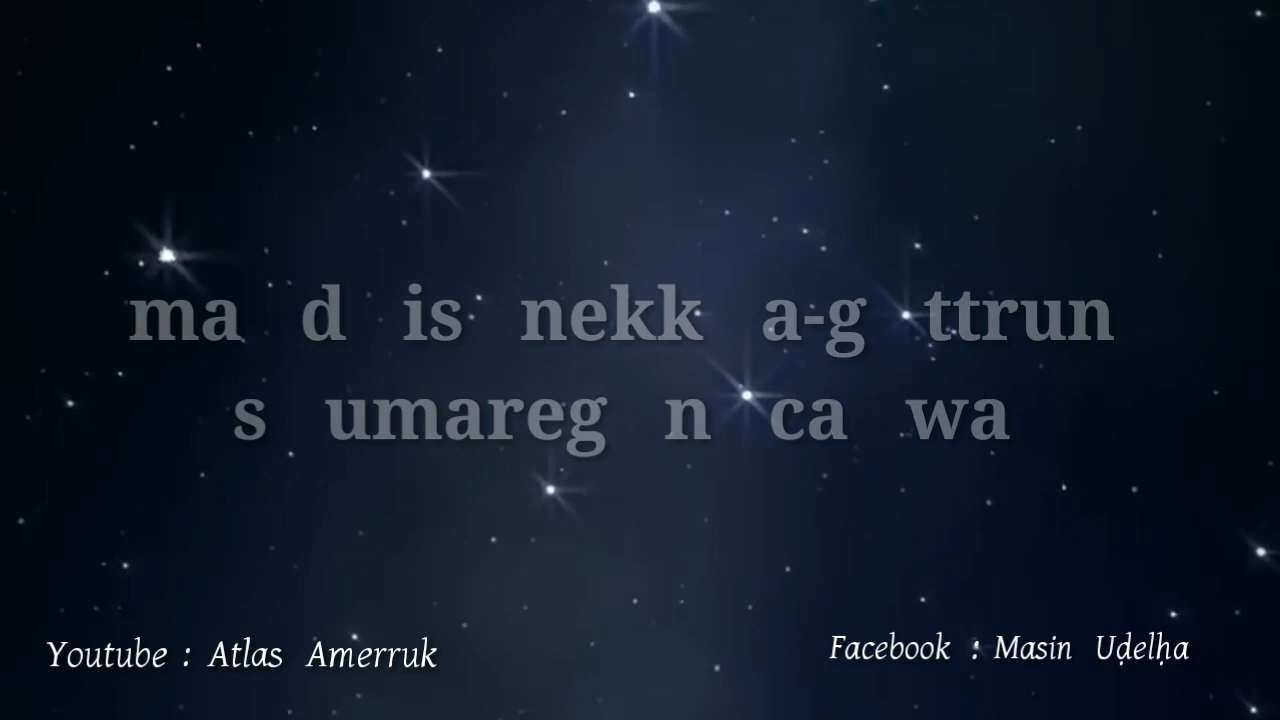 ma d is nekk a-g ttrun
s umareg n ca wa
Youtube : Atlas Amerruk
Facebook : Masin Uḍelḥa